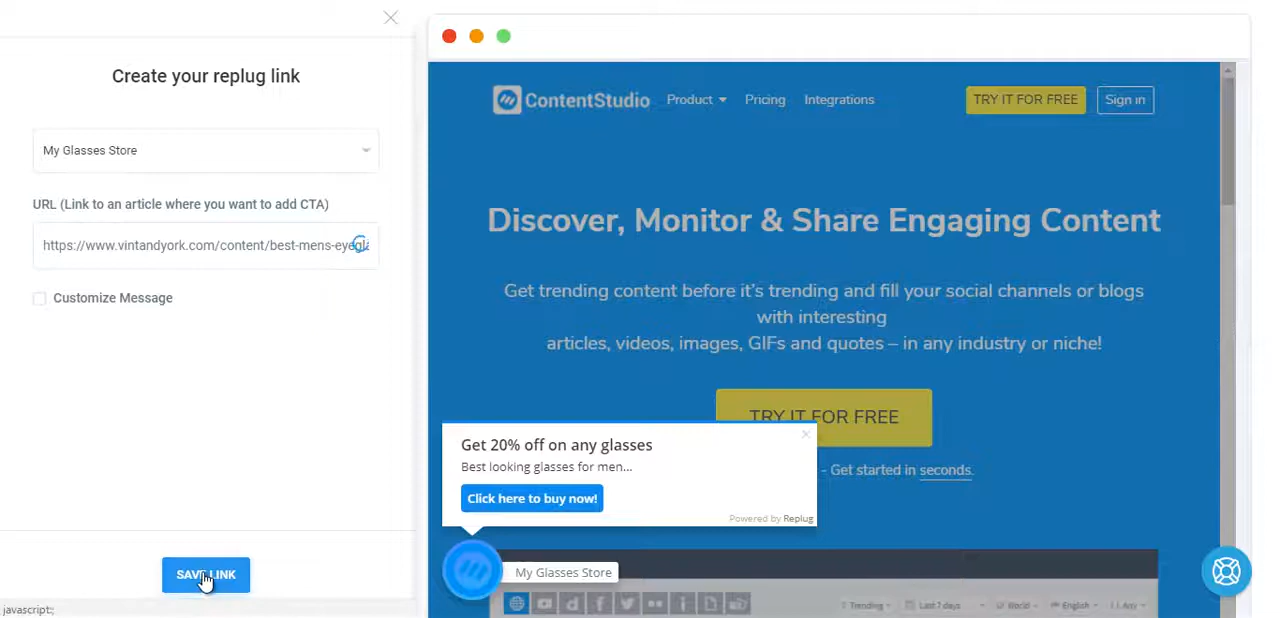 Create your replug link
My Glasses Store
URL (Link to an article where you want to add CTA)
https://www.vintandyork.com/content/best-mens-eyegla
Customize Message
SAVE LINK
javascript:;
ContentStudio
Product
Pricing
Integrations
TRY IT FOR FREE
Sign in
Discover, Monitor & Share Engaging Content
Get trending content before it's trending and fill your social channels or blogs
with interesting
articles, videos, images, GIFs and quotes – in any industry or niche!
TRY IT FOR FREE
- Get started in seconds.
Get 20% off on any glasses
Best looking glasses for men...
Click here to buy now!
Powered by Replug
My Glasses Store
Trending
Last 7 days
World
English
Any